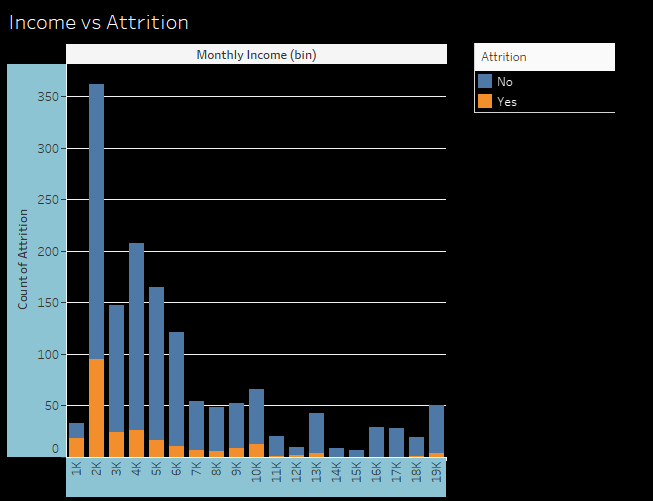 Income vs Attrition
Monthly Income (bin)
Attrition
No
Yes
Count of Attrition
350
300
250
200
150
100
50
0
1K
2K
3K
4K
5K
6K
7K
8K
9K
10K
11K
12K
13K
14K
15K
16K
17K
18K
19K